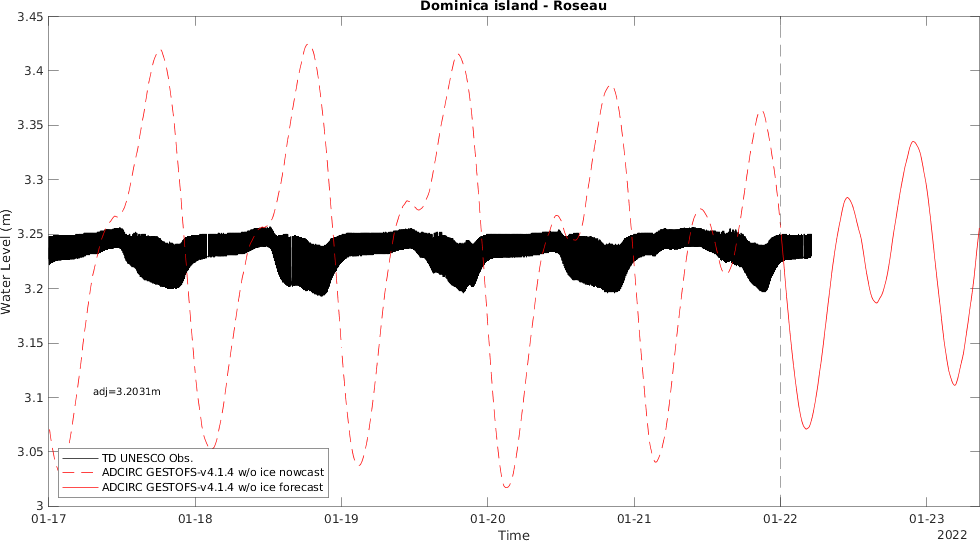 Dominica island - Roseau
3.45
3.4
3.35
3.3
3.25
3.2
3.15
3.1
3.05
3
Water Level (m)
adj=3.2031m
TD UNESCO Obs.
ADCIRC GESTOFS-v4.1.4 w/o ice nowcast
ADCIRC GESTOFS-v4.1.4 w/o ice forecast
01-17 01-18 01-19 01-20 01-21 01-22 01-23
Time
2022